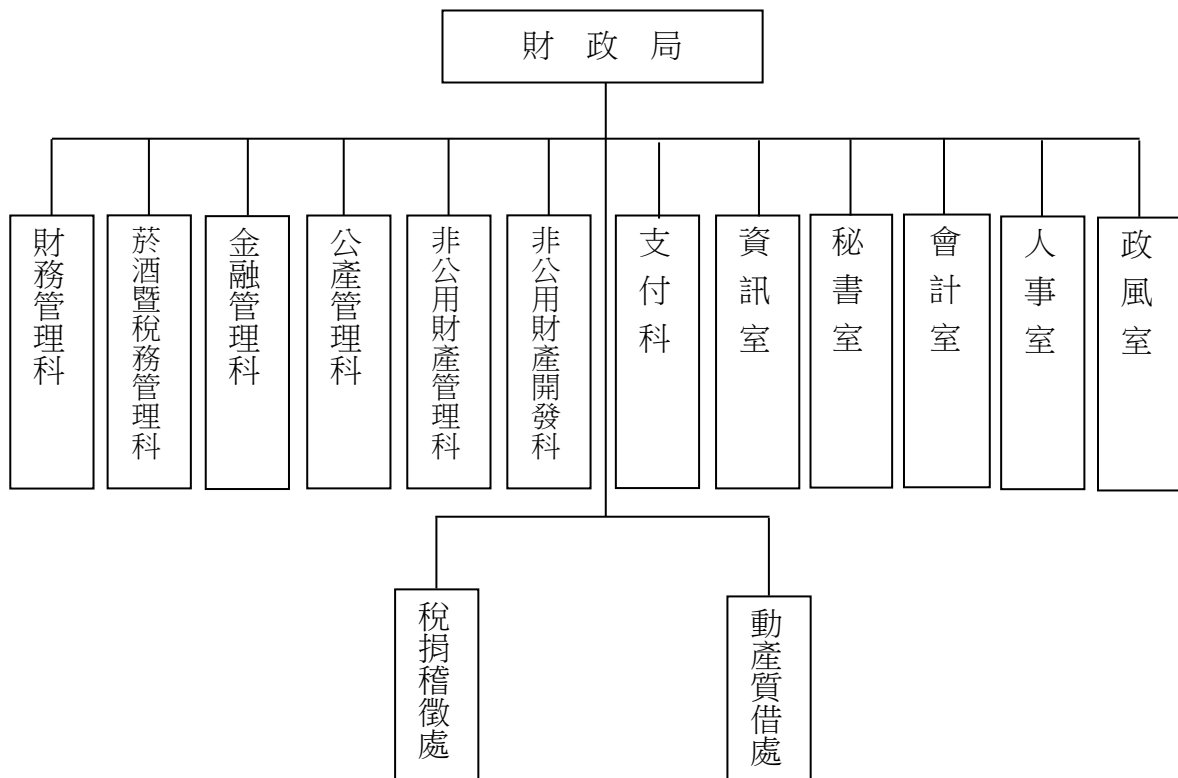 財政局
財務管理科
菸酒暨稅務管理科
金融管理科
公產管理科
非公用財產管理科
非公用財產開發科
支付科
資訊室
秘書室
會計室
人事室
政風室
稅捐稽徵處
動產質借處